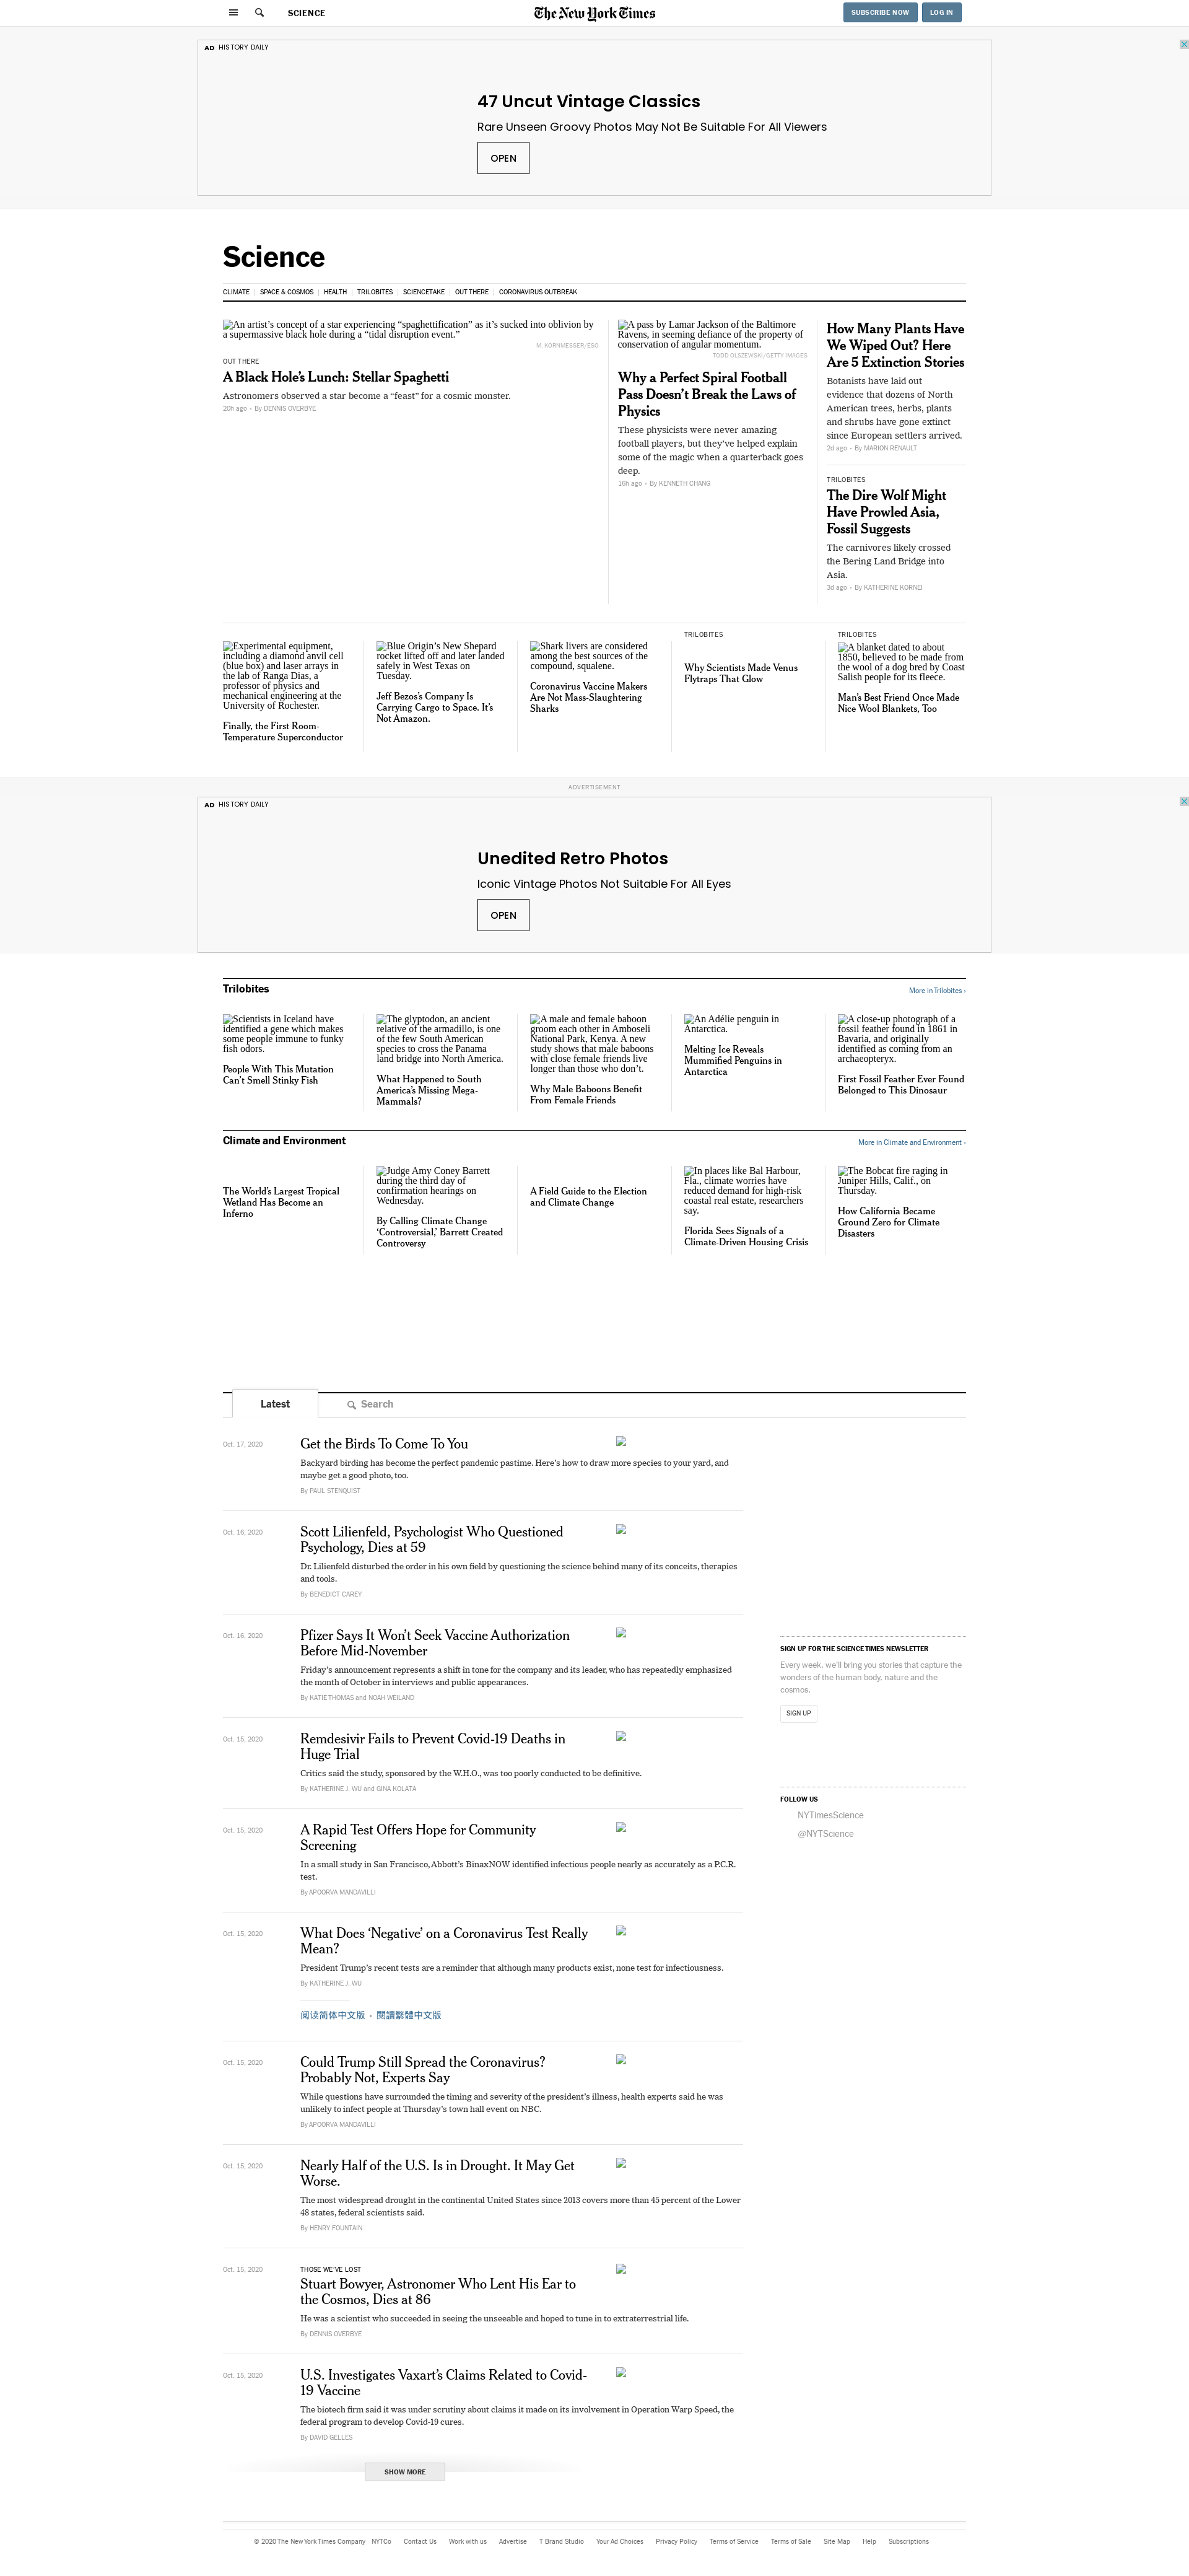 SCIENCE
The New York Times
SUBSCRIBE NOW
LOG IN
AD HISTORY DAILY
47 Uncut Vintage Classics
Rare Unseen Groovy Photos May Not Be Suitable For All Viewers
OPEN
Science
CLIMATE | SPACE & COSMOS | HEALTH | TRILOBITES | SCIENCETAKE | OUT THERE | CORONAVIRUS OUTBREAK
An artist’s concept of a star experiencing “spaghettification” as it’s sucked into oblivion by
a supermassive black hole during a “tidal disruption event.”
M. KORNMESSER/ESO
OUT THERE
A Black Hole’s Lunch: Stellar Spaghetti
Astronomers observed a star become a “feast” for a cosmic monster.
20h ago • By DENNIS OVERBYE
A pass by Lamar Jackson of the Baltimore
Ravens, in seeming defiance of the property of
conservation of angular momentum.
TODD OLSZEWSKI/GETTY IMAGES
Why a Perfect Spiral Football
Pass Doesn’t Break the Laws of
Physics
These physicists were never amazing
football players, but they’ve helped explain
some of the magic when a quarterback goes
deep.
16h ago • By KENNETH CHANG
How Many Plants Have
We Wiped Out? Here
Are 5 Extinction Stories
Botanists have laid out
evidence that dozens of North
American trees, herbs, plants
and shrubs have gone extinct
since European settlers arrived.
2d ago • By MARION RENAULT
TRILOBITES
The Dire Wolf Might
Have Prowled Asia,
Fossil Suggests
The carnivores likely crossed
the Bering Land Bridge into
Asia.
3d ago • By KATHERINE KORNEI
Experimental equipment,
including a diamond anvil cell
(blue box) and laser arrays in
the lab of Ranga Dias, a
professor of physics and
mechanical engineering at the
University of Rochester.
Finally, the First Room-
Temperature Superconductor
Blue Origin’s New Shepard
rocket lifted off and later landed
safely in West Texas on
Tuesday.
Jeff Bezos’s Company Is
Carrying Cargo to Space. It’s
Not Amazon.
Shark livers are considered
among the best sources of the
compound, squalene.
Coronavirus Vaccine Makers
Are Not Mass-Slaughtering
Sharks
TRILOBITES
Why Scientists Made Venus
Flytraps That Glow
TRILOBITES
A blanket dated to about
1850, believed to be made from
the wool of a dog bred by Coast
Salish people for its fleece.
Man’s Best Friend Once Made
Nice Wool Blankets, Too
ADVERTISEMENT
AD HISTORY DAILY
Unedited Retro Photos
Iconic Vintage Photos Not Suitable For All Eyes
OPEN
Trilobites
More in Trilobites ›
Scientists in Iceland have
identified a gene which makes
some people immune to funky
fish odors.
People With This Mutation
Can’t Smell Stinky Fish
The glyptodon, an ancient
relative of the armadillo, is one
of the few South American
species to cross the Panama
land bridge into North America.
What Happened to South
America’s Missing Mega-
Mammals?
A male and female baboon
groom each other in Amboseli
National Park, Kenya. A new
study shows that male baboons
with close female friends live
longer than those who don’t.
Why Male Baboons Benefit
From Female Friends
An Adélie penguin in
Antarctica.
Melting Ice Reveals
Mummified Penguins in
Antarctica
A close-up photograph of a
fossil feather found in 1861 in
Bavaria, and originally
identified as coming from an
archaeopteryx.
First Fossil Feather Ever Found
Belonged to This Dinosaur
Climate and Environment
More in Climate and Environment ›
The World’s Largest Tropical
Wetland Has Become an
Inferno
Judge Amy Coney Barrett
during the third day of
confirmation hearings on
Wednesday.
By Calling Climate Change
‘Controversial,’ Barrett Created
Controversy
A Field Guide to the Election
and Climate Change
In places like Bal Harbour,
Fla., climate worries have
reduced demand for high-risk
coastal real estate, researchers
say.
Florida Sees Signals of a
Climate-Driven Housing Crisis
The Bobcat fire raging in
Juniper Hills, Calif., on
Thursday.
How California Became
Ground Zero for Climate
Disasters
Latest
Search
Oct. 17, 2020
Get the Birds To Come To You
Backyard birding has become the perfect pandemic pastime. Here’s how to draw more species to your yard, and
maybe get a good photo, too.
By PAUL STENQUIST
Oct. 16, 2020
Scott Lilienfeld, Psychologist Who Questioned
Psychology, Dies at 59
Dr. Lilienfeld disturbed the order in his own field by questioning the science behind many of its conceits, therapies
and tools.
By BENEDICT CAREY
Oct. 16, 2020
Pfizer Says It Won’t Seek Vaccine Authorization
Before Mid-November
Friday’s announcement represents a shift in tone for the company and its leader, who has repeatedly emphasized
the month of October in interviews and public appearances.
By KATIE THOMAS and NOAH WEILAND
Oct. 15, 2020
Remdesivir Fails to Prevent Covid-19 Deaths in
Huge Trial
Critics said the study, sponsored by the W.H.O., was too poorly conducted to be definitive.
By KATHERINE J. WU and GINA KOLATA
Oct. 15, 2020
A Rapid Test Offers Hope for Community
Screening
In a small study in San Francisco, Abbott’s BinaxNOW identified infectious people nearly as accurately as a P.C.R.
test.
By APOORVA MANDAVILLI
Oct. 15, 2020
What Does ‘Negative’ on a Coronavirus Test Really
Mean?
President Trump’s recent tests are a reminder that although many products exist, none test for infectiousness.
By KATHERINE J. WU
阅读简体中文版 • 閱讀繁體中文版
Oct. 15, 2020
Could Trump Still Spread the Coronavirus?
Probably Not, Experts Say
While questions have surrounded the timing and severity of the president’s illness, health experts said he was
unlikely to infect people at Thursday’s town hall event on NBC.
By APOORVA MANDAVILLI
Oct. 15, 2020
Nearly Half of the U.S. Is in Drought. It May Get
Worse.
The most widespread drought in the continental United States since 2013 covers more than 45 percent of the Lower
48 states, federal scientists said.
By HENRY FOUNTAIN
Oct. 15, 2020
THOSE WE’VE LOST
Stuart Bowyer, Astronomer Who Lent His Ear to
the Cosmos, Dies at 86
He was a scientist who succeeded in seeing the unseeable and hoped to tune in to extraterrestrial life.
By DENNIS OVERBYE
Oct. 15, 2020
U.S. Investigates Vaxart’s Claims Related to Covid-
19 Vaccine
The biotech firm said it was under scrutiny about claims it made on its involvement in Operation Warp Speed, the
federal program to develop Covid-19 cures.
By DAVID GELLES
SHOW MORE
SIGN UP FOR THE SCIENCE TIMES NEWSLETTER
Every week, we’ll bring you stories that capture the
wonders of the human body, nature and the
cosmos.
SIGN UP
FOLLOW US
NYTimesScience
@NYTScience
© 2020 The New York Times Company NYTCo Contact Us Work with us Advertise T Brand Studio Your Ad Choices Privacy Policy Terms of Service Terms of Sale Site Map Help Subscriptions